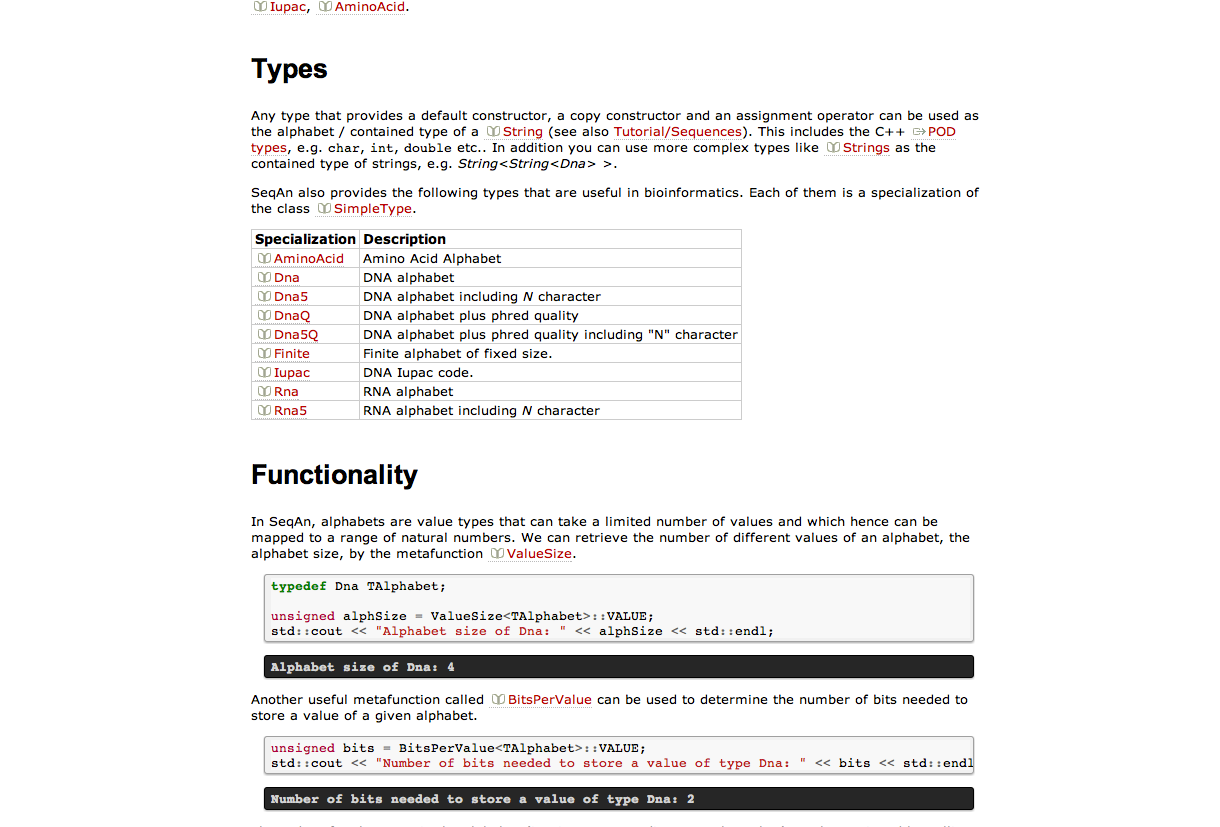 Iupac, AminoAcid.
Types
Any type that provides a default constructor, a copy constructor and an assignment operator can be used as
the alphabet / contained type of a String (see also Tutorial/Sequences). This includes the C++ POD
types, e.g. char, int, double etc.. In addition you can use more complex types like Strings as the
contained type of strings, e.g. String<String<Dna> >.
SeqAn also provides the following types that are useful in bioinformatics. Each of them is a specialization of
the class SimpleType.
Specialization Description
AminoAcid Amino Acid Alphabet
Dna DNA alphabet
Dna5 DNA alphabet including N character
DnaQ DNA alphabet plus phred quality
Dna5Q DNA alphabet plus phred quality including "N" character
Finite Finite alphabet of fixed size.
Iupac DNA Iupac code.
Rna RNA alphabet
Rna5 RNA alphabet including N character
Functionality
In SeqAn, alphabets are value types that can take a limited number of values and which hence can be
mapped to a range of natural numbers. We can retrieve the number of different values of an alphabet, the
alphabet size, by the metafunction ValueSize.
typedef Dna TAlphabet;
unsigned alphSize = ValueSize<TAlphabet>::VALUE;
std::cout << "Alphabet size of Dna: " << alphSize << std::endl;
Alphabet size of Dna: 4
Another useful metafunction called BitsPerValue can be used to determine the number of bits needed to
store a value of a given alphabet.
unsigned bits = BitsPerValue<TAlphabet>::VALUE;
std::cout << "Number of bits needed to store a value of type Dna: " << bits << std::endl
Number of bits needed to store a value of type Dna: 2